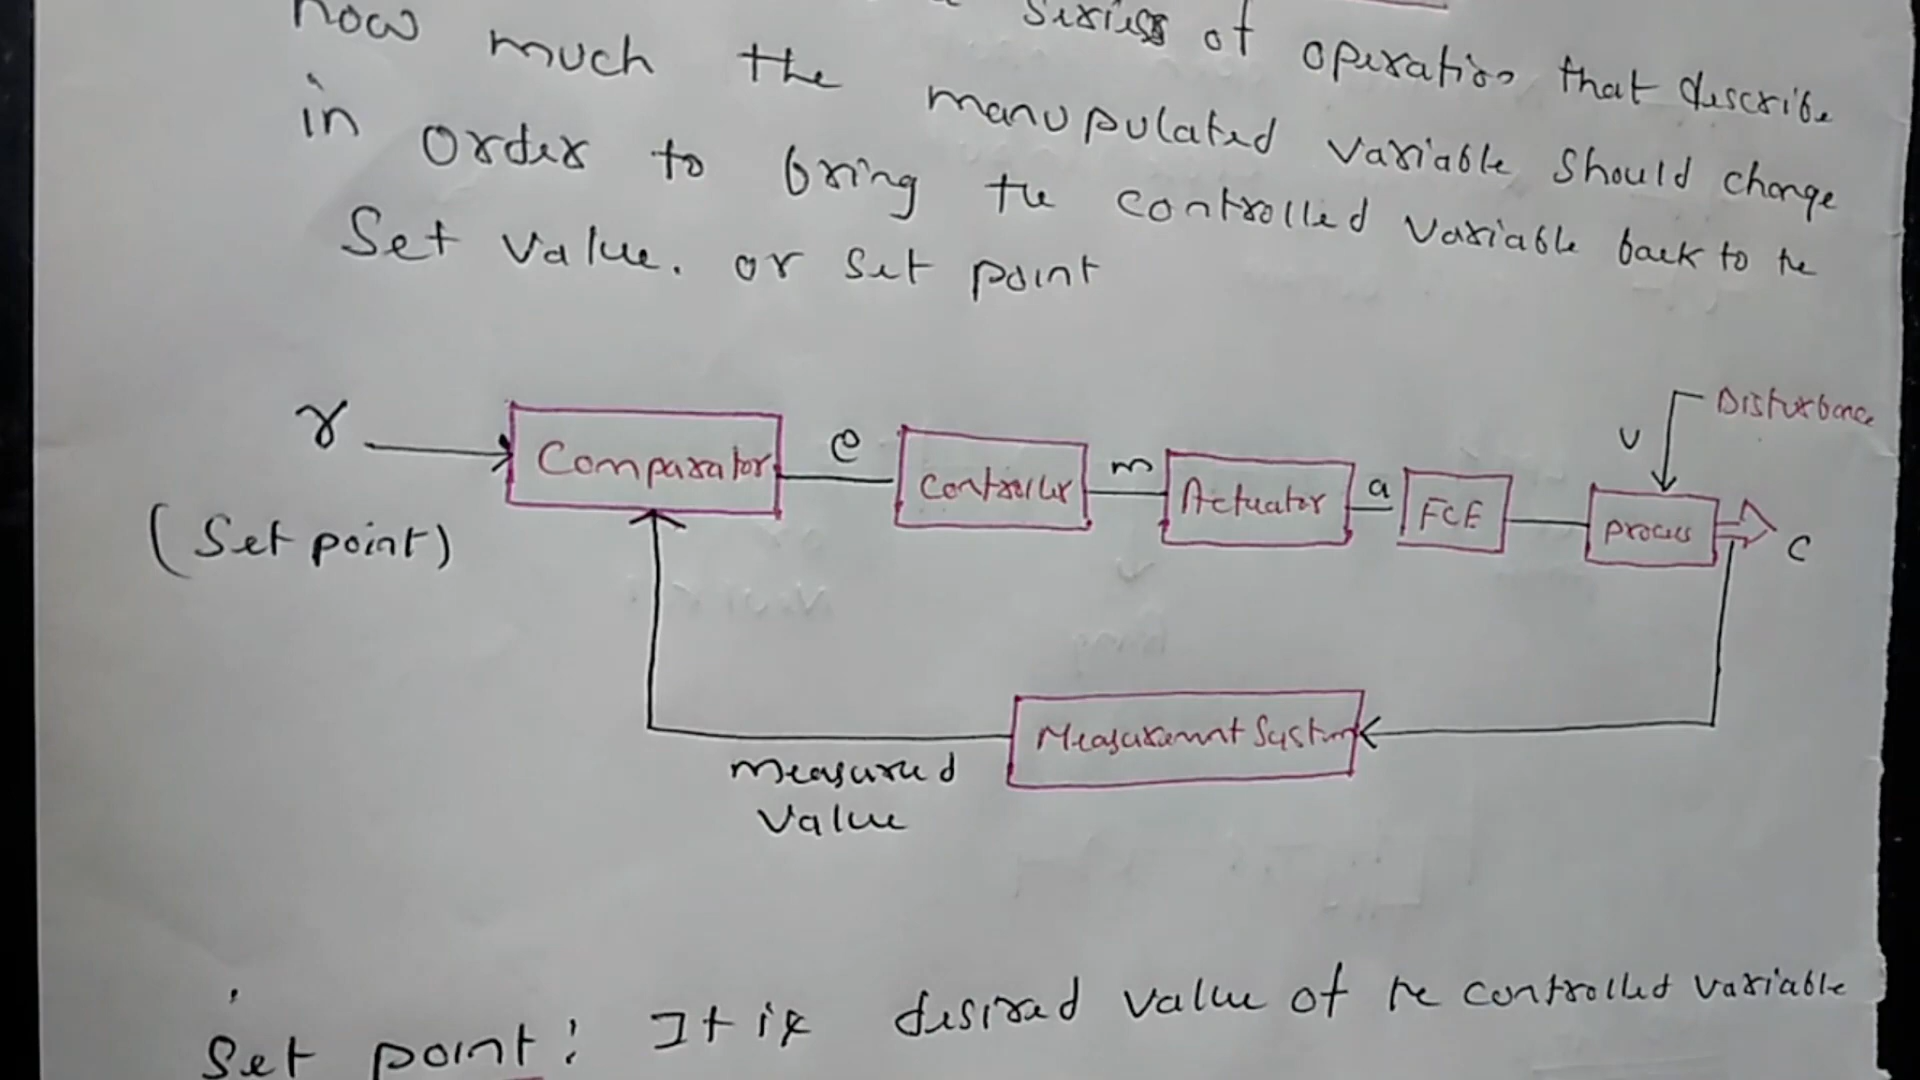 series of operation that describe
how much the manupulated variable should change
in order to bring the controlled variable back to the
Set value. or set point
r
(Set point)
Comparator
e
Controller
m
Actuator
a
FCE
process
c
v
Disturbance
Measurement System
measured
value
Set point: It is desired value of the controlled variable